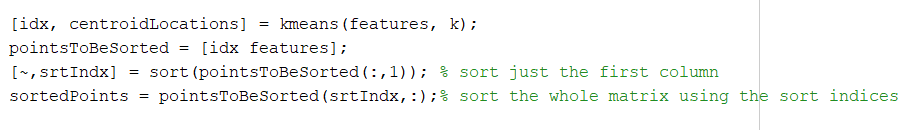 [idx, centroidLocations] = kmeans(features, k);
pointsToBeSorted = [idx features];
[~,srtIndx] = sort(pointsToBeSorted(:,1)); % sort just the first column
sortedPoints = pointsToBeSorted(srtIndx,:);% sort the whole matrix using the sort indices